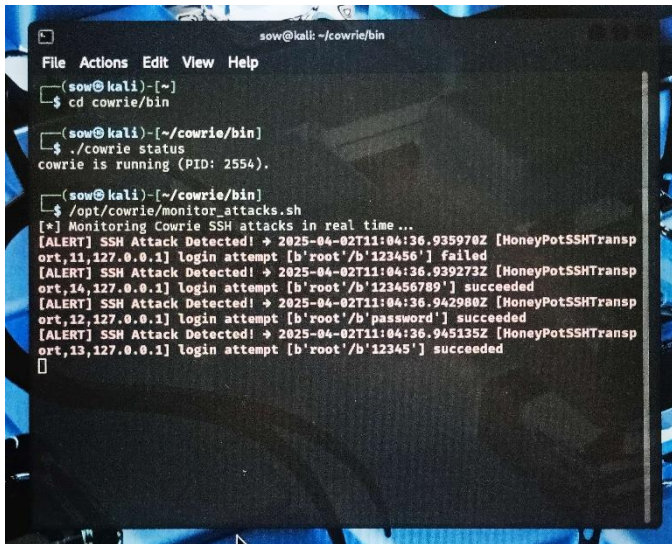 sow@kali: ~/cowrie/bin
File Actions Edit View Help
(sow㉿kali)-[~]
$ cd cowrie/bin
(sow㉿kali)-[~/cowrie/bin]
$ ./cowrie status
cowrie is running (PID: 2554).
(sow㉿kali)-[~/cowrie/bin]
$ /opt/cowrie/monitor_attacks.sh
[*] Monitoring Cowrie SSH attacks in real time...
[ALERT] SSH Attack Detected! → 2025-04-02T11:04:36.935970Z [HoneyPotSSHTransp
ort,11,127.0.0.1] login attempt [b'root'/b'123456'] failed
[ALERT] SSH Attack Detected! → 2025-04-02T11:04:36.939273Z [HoneyPotSSHTransp
ort,14,127.0.0.1] login attempt [b'root'/b'123456789'] succeeded
[ALERT] SSH Attack Detected! → 2025-04-02T11:04:36.942980Z [HoneyPotSSHTransp
ort,12,127.0.0.1] login attempt [b'root'/b'password'] succeeded
[ALERT] SSH Attack Detected! → 2025-04-02T11:04:36.945135Z [HoneyPotSSHTransp
ort,13,127.0.0.1] login attempt [b'root'/b'12345'] succeeded